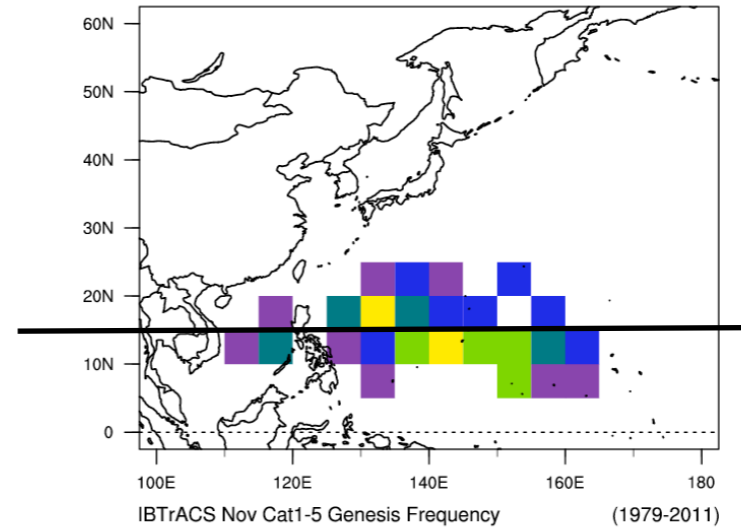 60N
50N
40N
30N
20N
10N
0
100E 120E 140E 160E 180
IBTrACS Nov Cat1-5 Genesis Frequency (1979-2011)